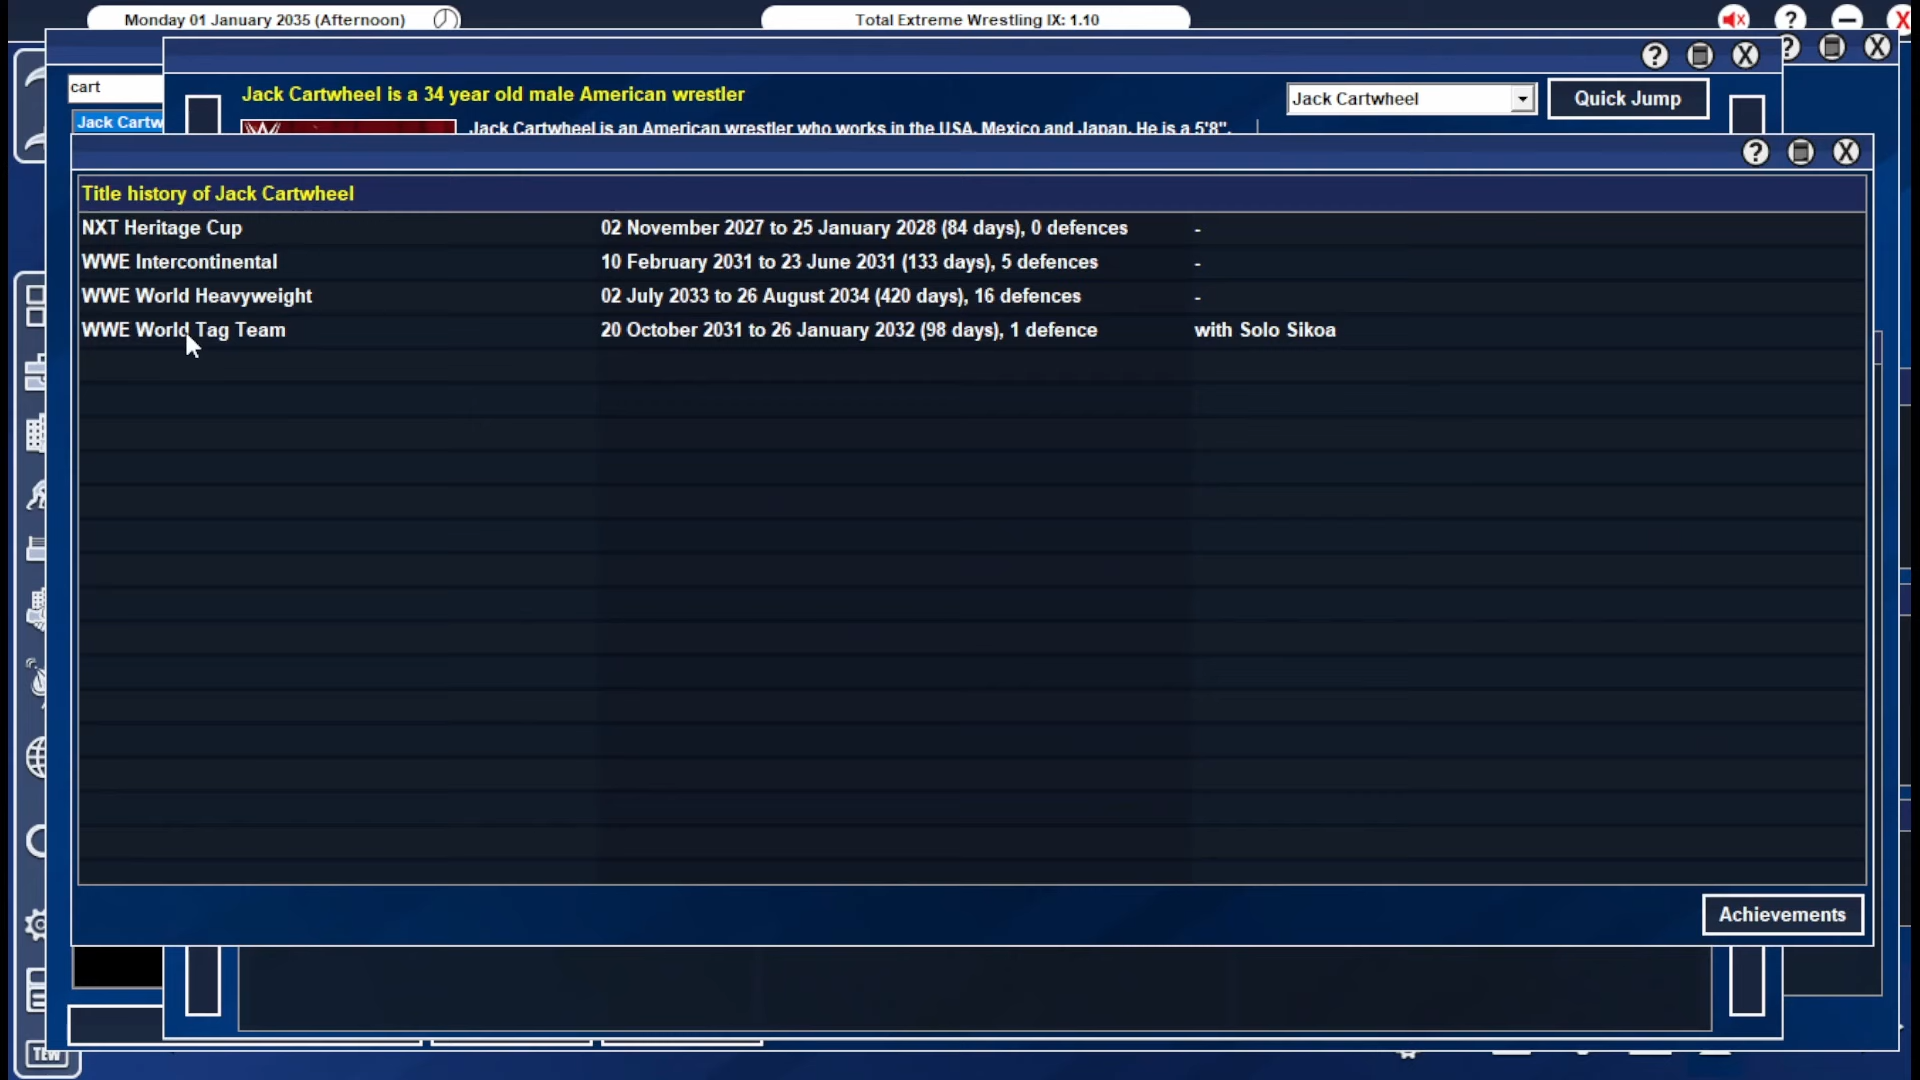 Monday 01 January 2035 (Afternoon)
Total Extreme Wrestling IX: 1.10
cart
Jack Cartw
Jack Cartwheel is a 34 year old male American wrestler
Jack Cartwheel
Quick Jump
Jack Cartwheel is an American wrestler who works in the USA, Mexico and Japan. He is a 5'8",
Title history of Jack Cartwheel
NXT Heritage Cup 02 November 2027 to 25 January 2028 (84 days), 0 defences -
WWE Intercontinental 10 February 2031 to 23 June 2031 (133 days), 5 defences -
WWE World Heavyweight 02 July 2033 to 26 August 2034 (420 days), 16 defences -
WWE World Tag Team 20 October 2031 to 26 January 2032 (98 days), 1 defence with Solo Sikoa
Achievements
TEW